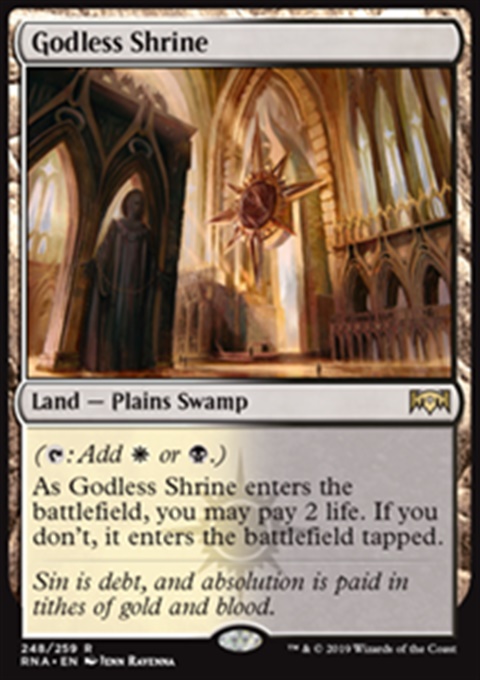 Godless Shrine
Land — Plains Swamp
(: Add or .)
As Godless Shrine enters the
battlefield, you may pay 2 life. If you
don't, it enters the battlefield tapped.
Sin is debt, and absolution is paid in
tithes of gold and blood.
248/259 R
RNA • EN Jenn Ravenna
™ & © 2019 Wizards of the Coast